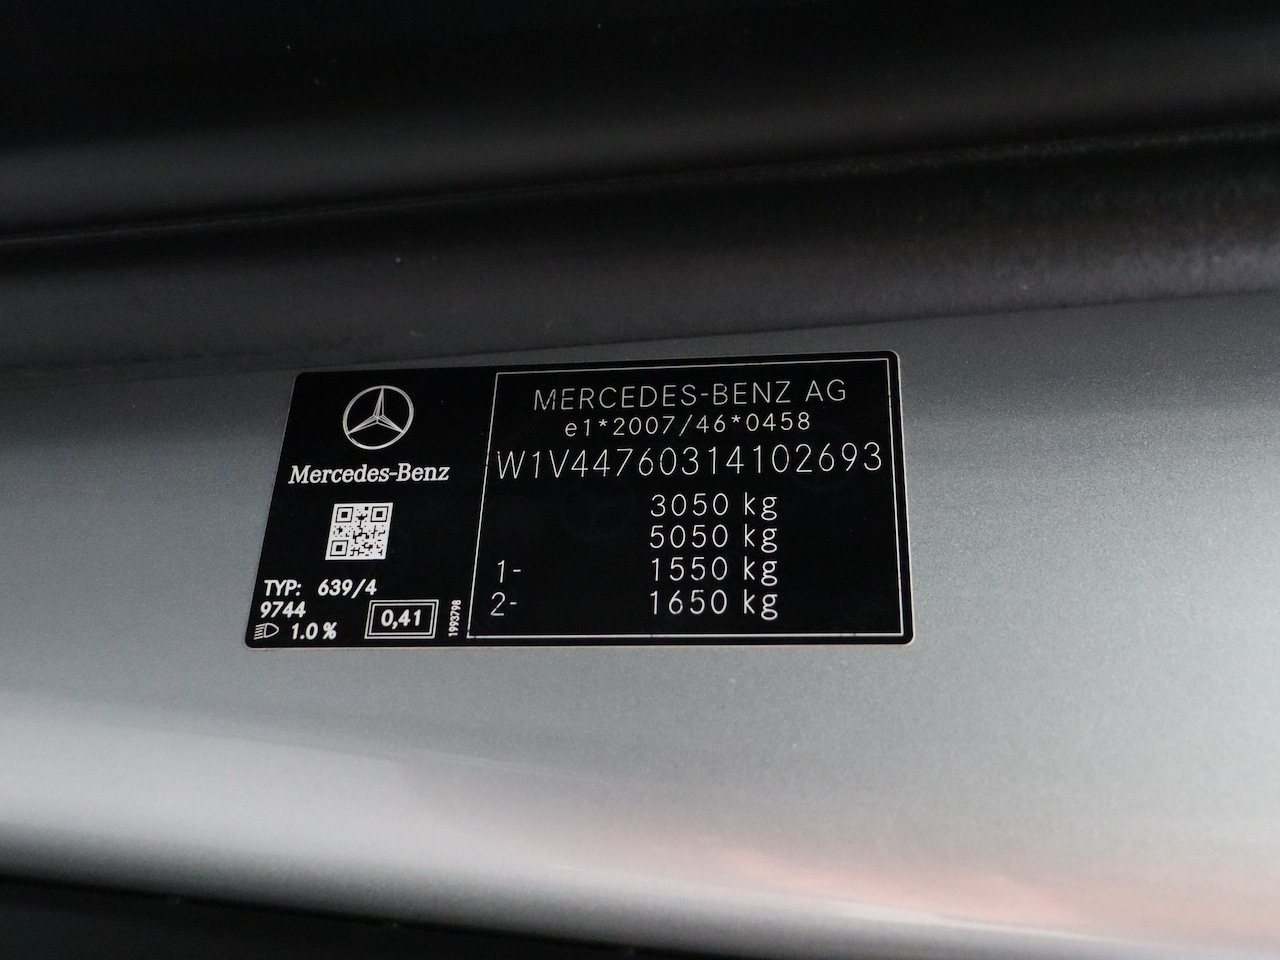 Mercedes-Benz
TYP: 639/4
9744
1.0 %
0,41
1993798
MERCEDES-BENZ AG
e1*2007/46*0458
W1V44760314102693
3050 kg
5050 kg
1- 1550 kg
2- 1650 kg